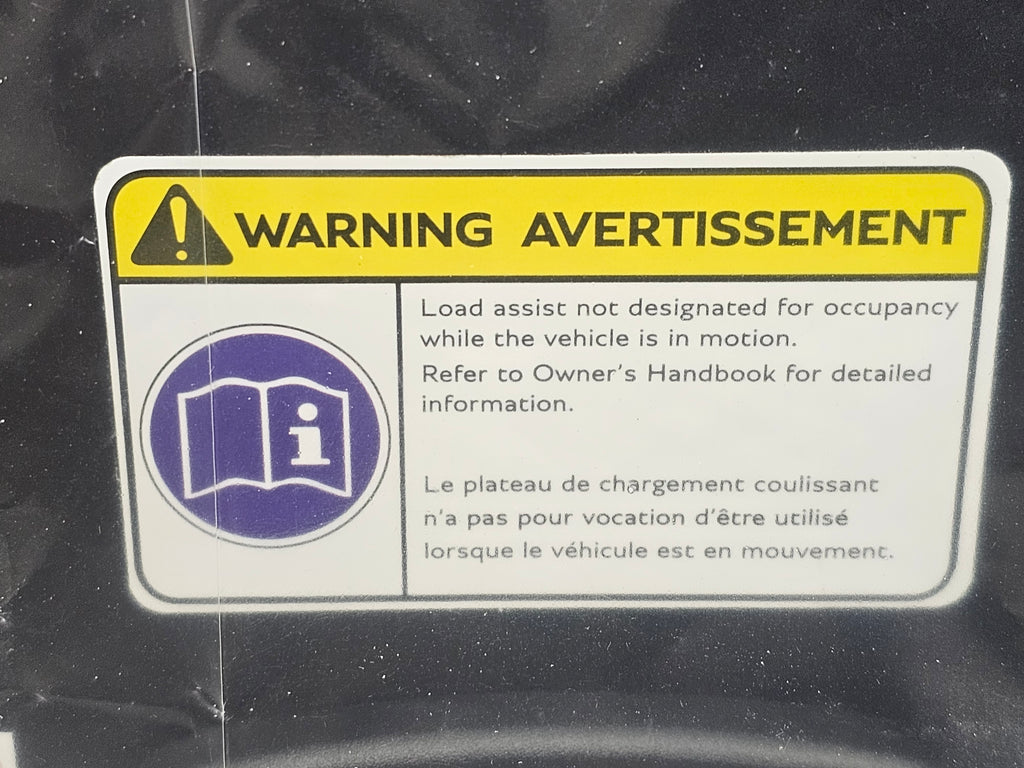 WARNING AVERTISSEMENT
Load assist not designated for occupancy
while the vehicle is in motion.
Refer to Owner's Handbook for detailed
information.
Le plateau de chargement coulissant
n'a pas pour vocation d'être utilisé
lorsque le véhicule est en mouvement.